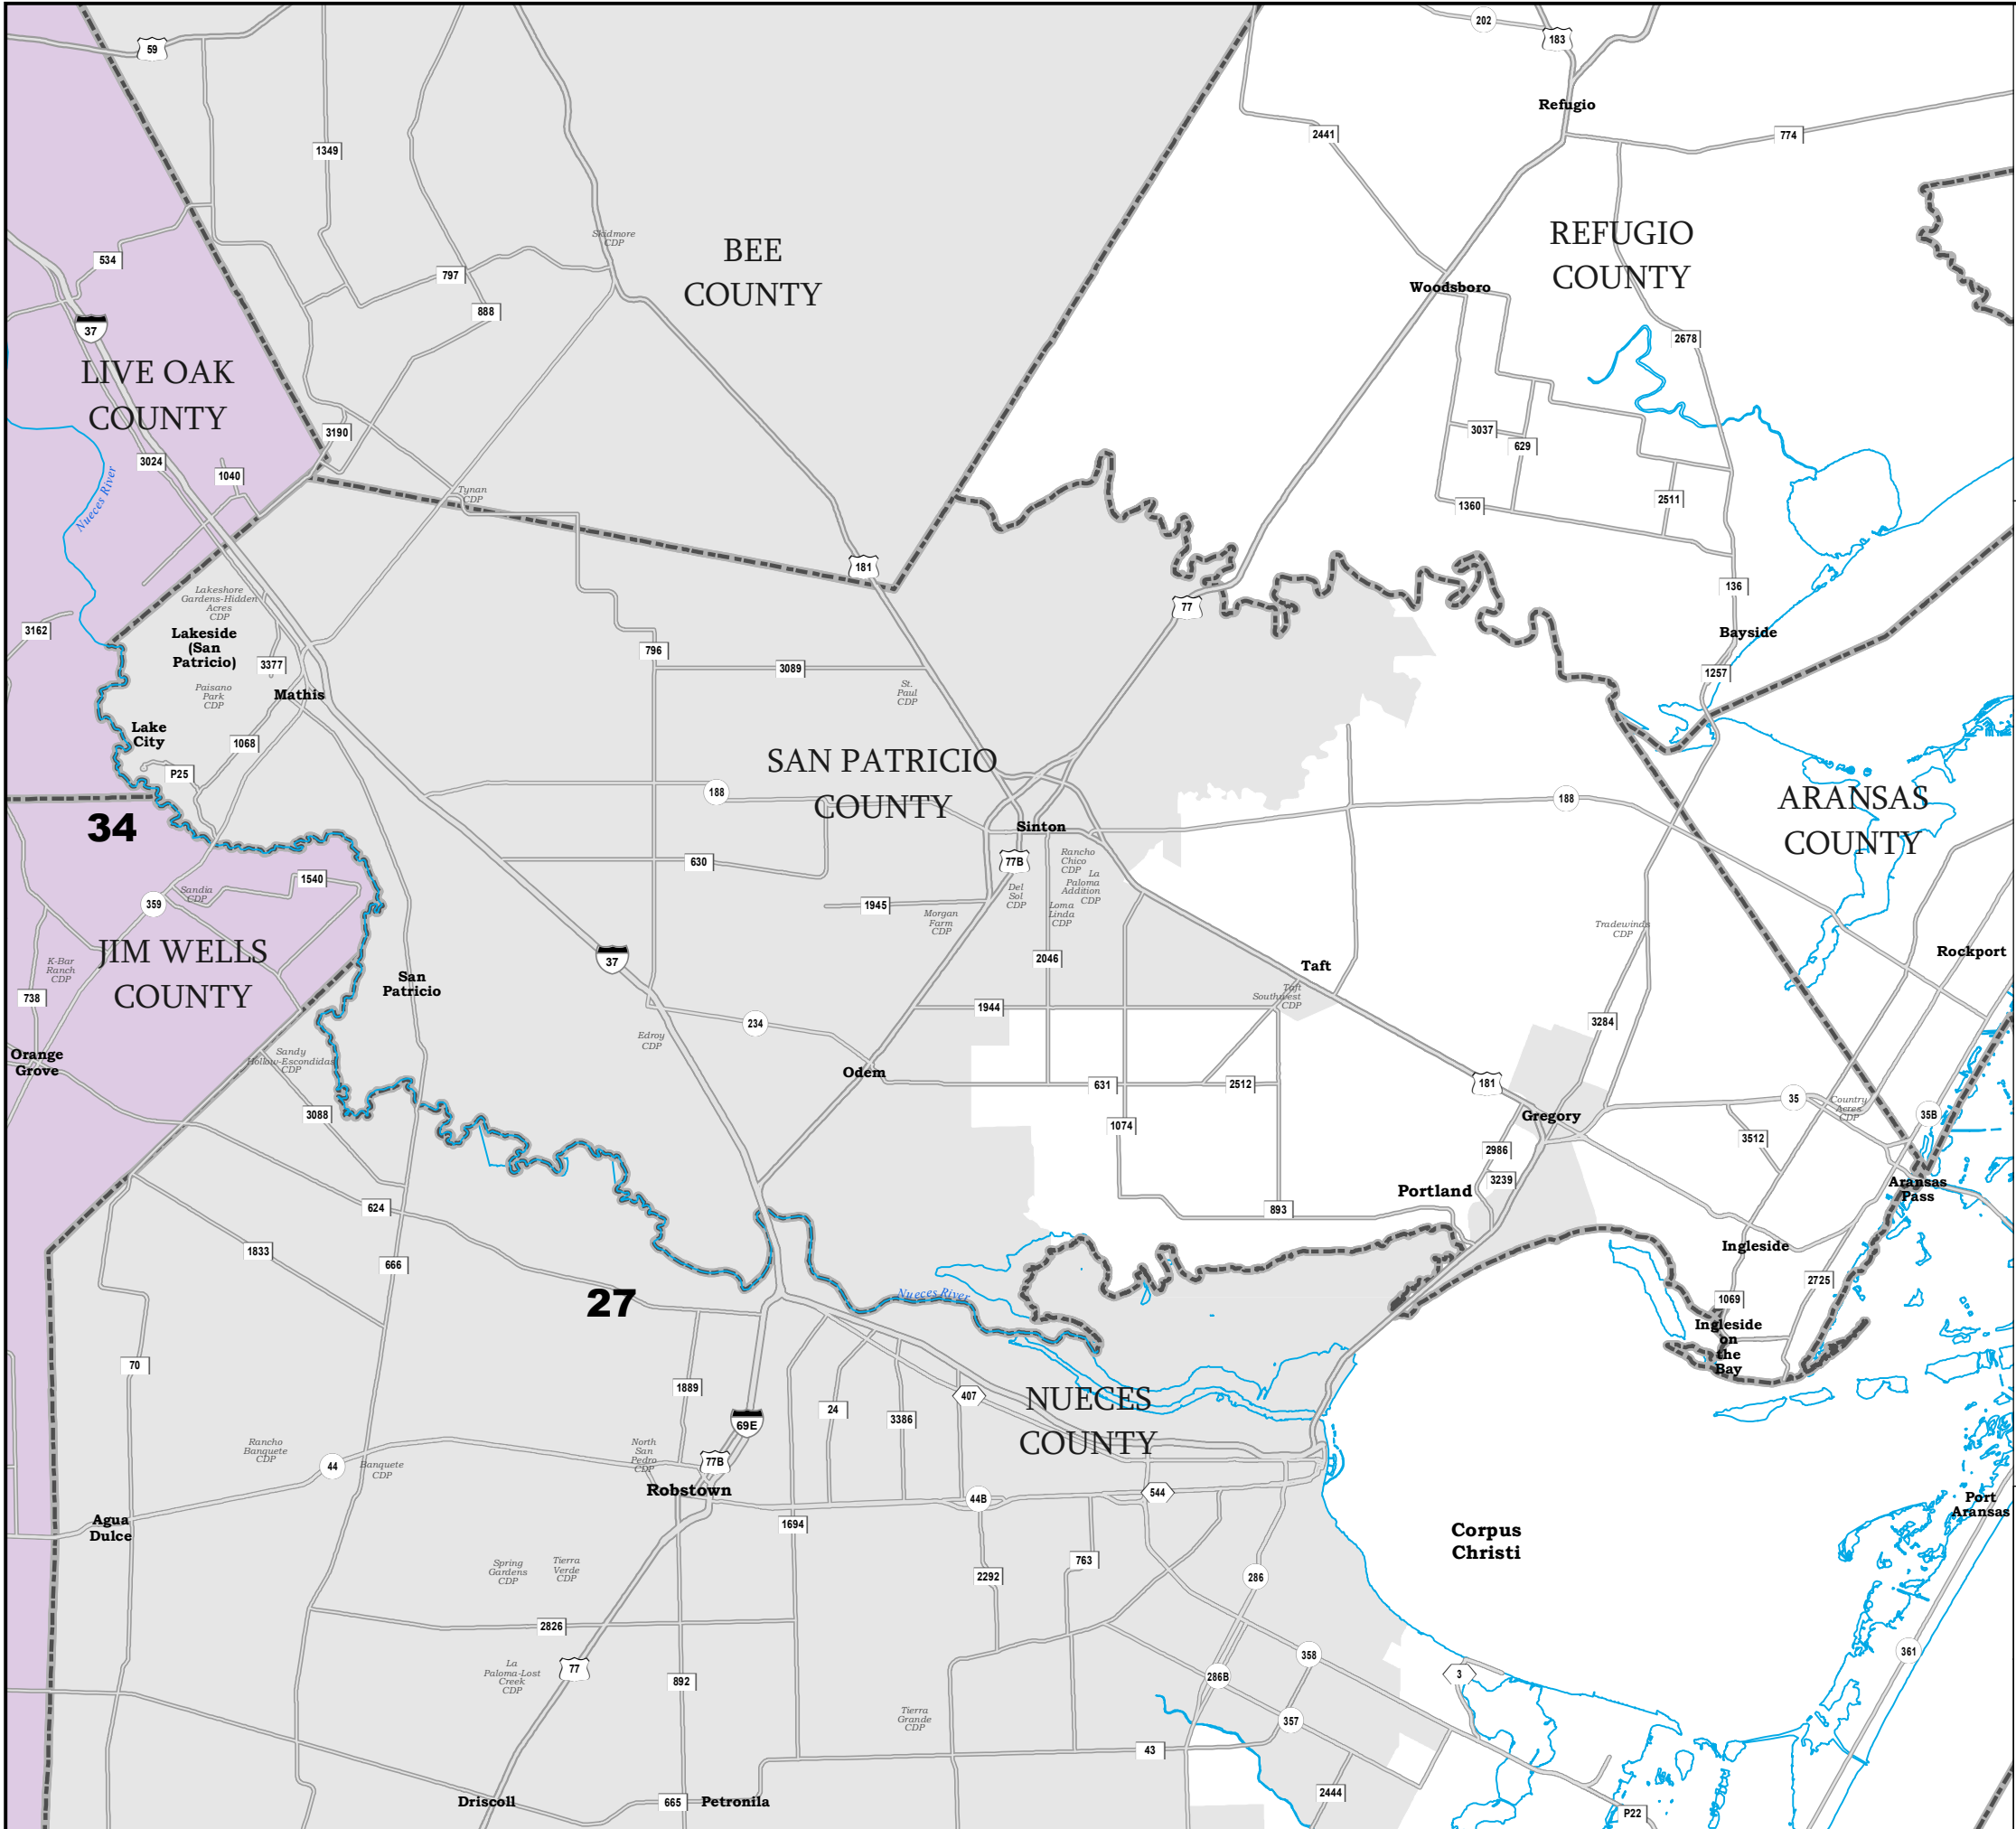 59
202
183
Refugio
1349
2441
774
Skidmore
CDP
BEE
COUNTY
REFUGIO
COUNTY
534
797
Woodsboro
888
37
2678
LIVE OAK
COUNTY
3190
3037
629
3024
1040
Nueces River
Tynan
CDP
2511
1360
181
136
Lakeshore
Gardens-Hidden
Acres
CDP
77
3162
Lakeside
(San
Patricio)
Bayside
796
3377
3089
1257
Paisano
Park
CDP
Mathis
St.
Paul
CDP
Lake
City
1068
SAN PATRICIO
COUNTY
P25
188
188
ARANSAS
COUNTY
34
Sinton
630
77B
Rancho
Chico
CDP
La
Paloma
Addition
CDP
1540
Sandia
CDP
359
Del
Sol
CDP
1945
Morgan
Farm
CDP
Loma
Linda
CDP
Tradewinds
CDP
JIM WELLS
COUNTY
K-Bar
Ranch
CDP
37
2046
Rockport
Taft
San
Patricio
738
Taft
Southwest
CDP
1944
234
3284
Edroy
CDP
Orange
Grove
Sandy
Hollow-Escondidas
CDP
Odem
631
2512
181
35
Country
Acres
CDP
35B
3088
Gregory
1074
3512
2986
3239
Aransas
Pass
Portland
624
893
1833
666
Ingleside
2725
27
Nueces River
1069
Ingleside
on
the
Bay
70
1889
407
NUECES
COUNTY
24
3386
69E
North
San
Pedro
CDP
Rancho
Banquete
CDP
44
Banquete
CDP
77B
Robstown
44B
544
Port
Aransas
Agua
Dulce
1694
Corpus
Christi
763
Spring
Gardens
CDP
Tierra
Verde
CDP
2292
286
2826
358
361
La
Paloma-Lost
Creek
CDP
77
892
286B
3
Tierra
Grande
CDP
357
43
2444
Driscoll
665
Petronila
P22